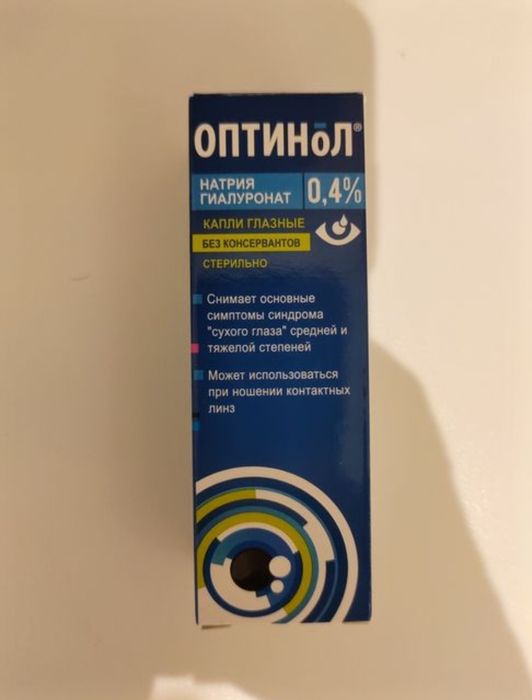 ОПТИНōЛ®
НАТРИЯ
ГИАЛУРОНАТ
0,4%
КАПЛИ ГЛАЗНЫЕ
БЕЗ КОНСЕРВАНТОВ
СТЕРИЛЬНО
Снимает основные
симптомы синдрома
"сухого глаза" средней и
тяжелой степеней
Может использоваться
при ношении контактных
линз